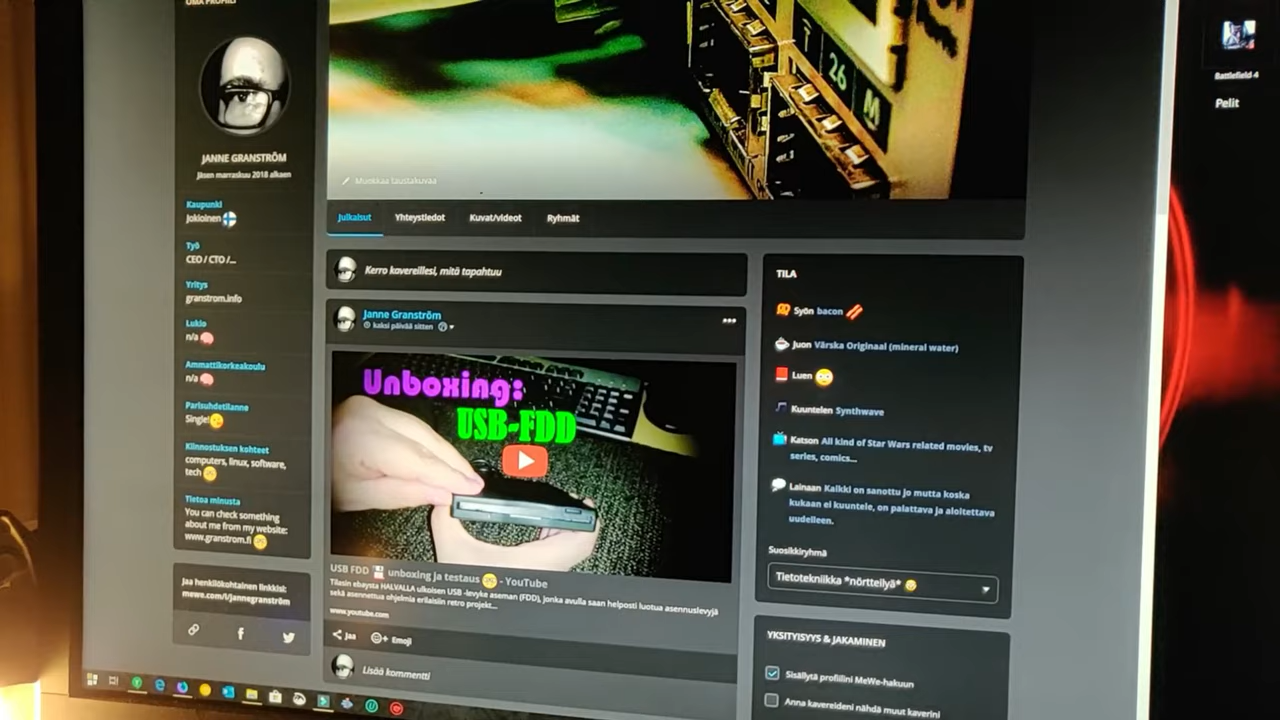 OMA PROFIILI
JANNE GRANSTRÖM
Jäsen marraskuu 2018 alkaen
Kaupunki
Jokioinen
Työ
CEO / CTO /...
Yritys
granstrom.info
Lukio
n/a
Ammattikorkeakoulu
n/a
Parisuhdetilanne
Single!
Kiinnostuksen kohteet
computers, linux, software,
tech
Tietoa minusta
You can check something
about me from my website:
www.granstrom.fi
Jaa henkilökohtainen linkkisi:
mewe.com/i/jannegranström
T 26 M
Muokkaa taustakuvaa
Julkaisut Yhteystiedot Kuvat/videot Ryhmät
Kerro kavereillesi, mitä tapahtuu
Janne Granström
kaksi päivää sitten
Unboxing:
USB-FDD
USB FDD unboxing ja testaus - YouTube
Tilasin ebaysta HALVALLA ulkoisen USB -levyke aseman (FDD), jonka avulla saan helposti luotua asennuslevyjä
sekä asennettua ohjelmia erilaisiin retro projekt...
www.youtube.com
Jaa Emoji
Lisää kommentti
TILA
Syön bacon
Juon Värska Originaal (mineral water)
Luen
Kuuntelen Synthwave
Katson All kind of Star Wars related movies, tv
series, comics...
Lainaan Kaikki on sanottu jo mutta koska
kukaan ei kuuntele, on palattava ja aloitettava
uudelleen.
Suosikkiryhmä
Tietotekniikka *nörtteilyä*
YKSITYISYYS & JAKAMINEN
Sisällytä profiilini MeWe-hakuun
Anna kavereideni nähdä muut kaverini
Battlefield 4
Pelit